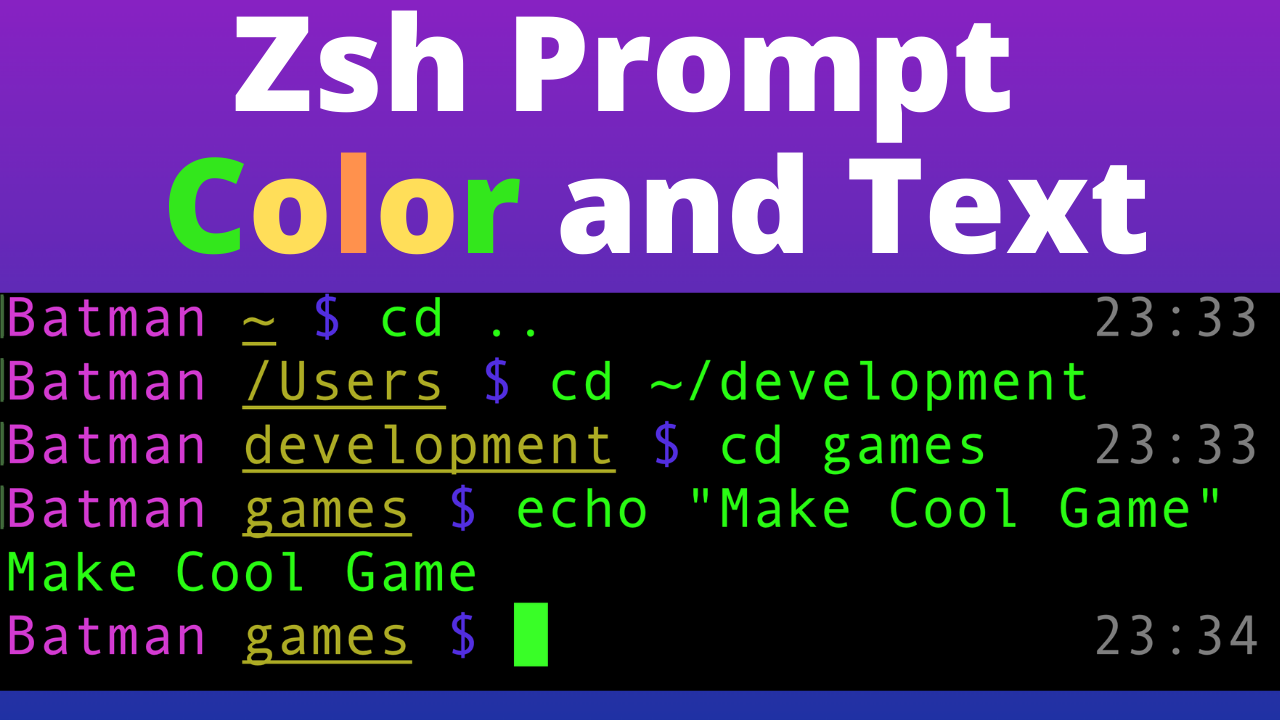 Zsh Prompt
Color and Text
Batman ~ $ cd .. 23:33
Batman /Users $ cd ~/development
Batman development $ cd games 23:33
Batman games $ echo "Make Cool Game"
Make Cool Game
Batman games $ 23:34